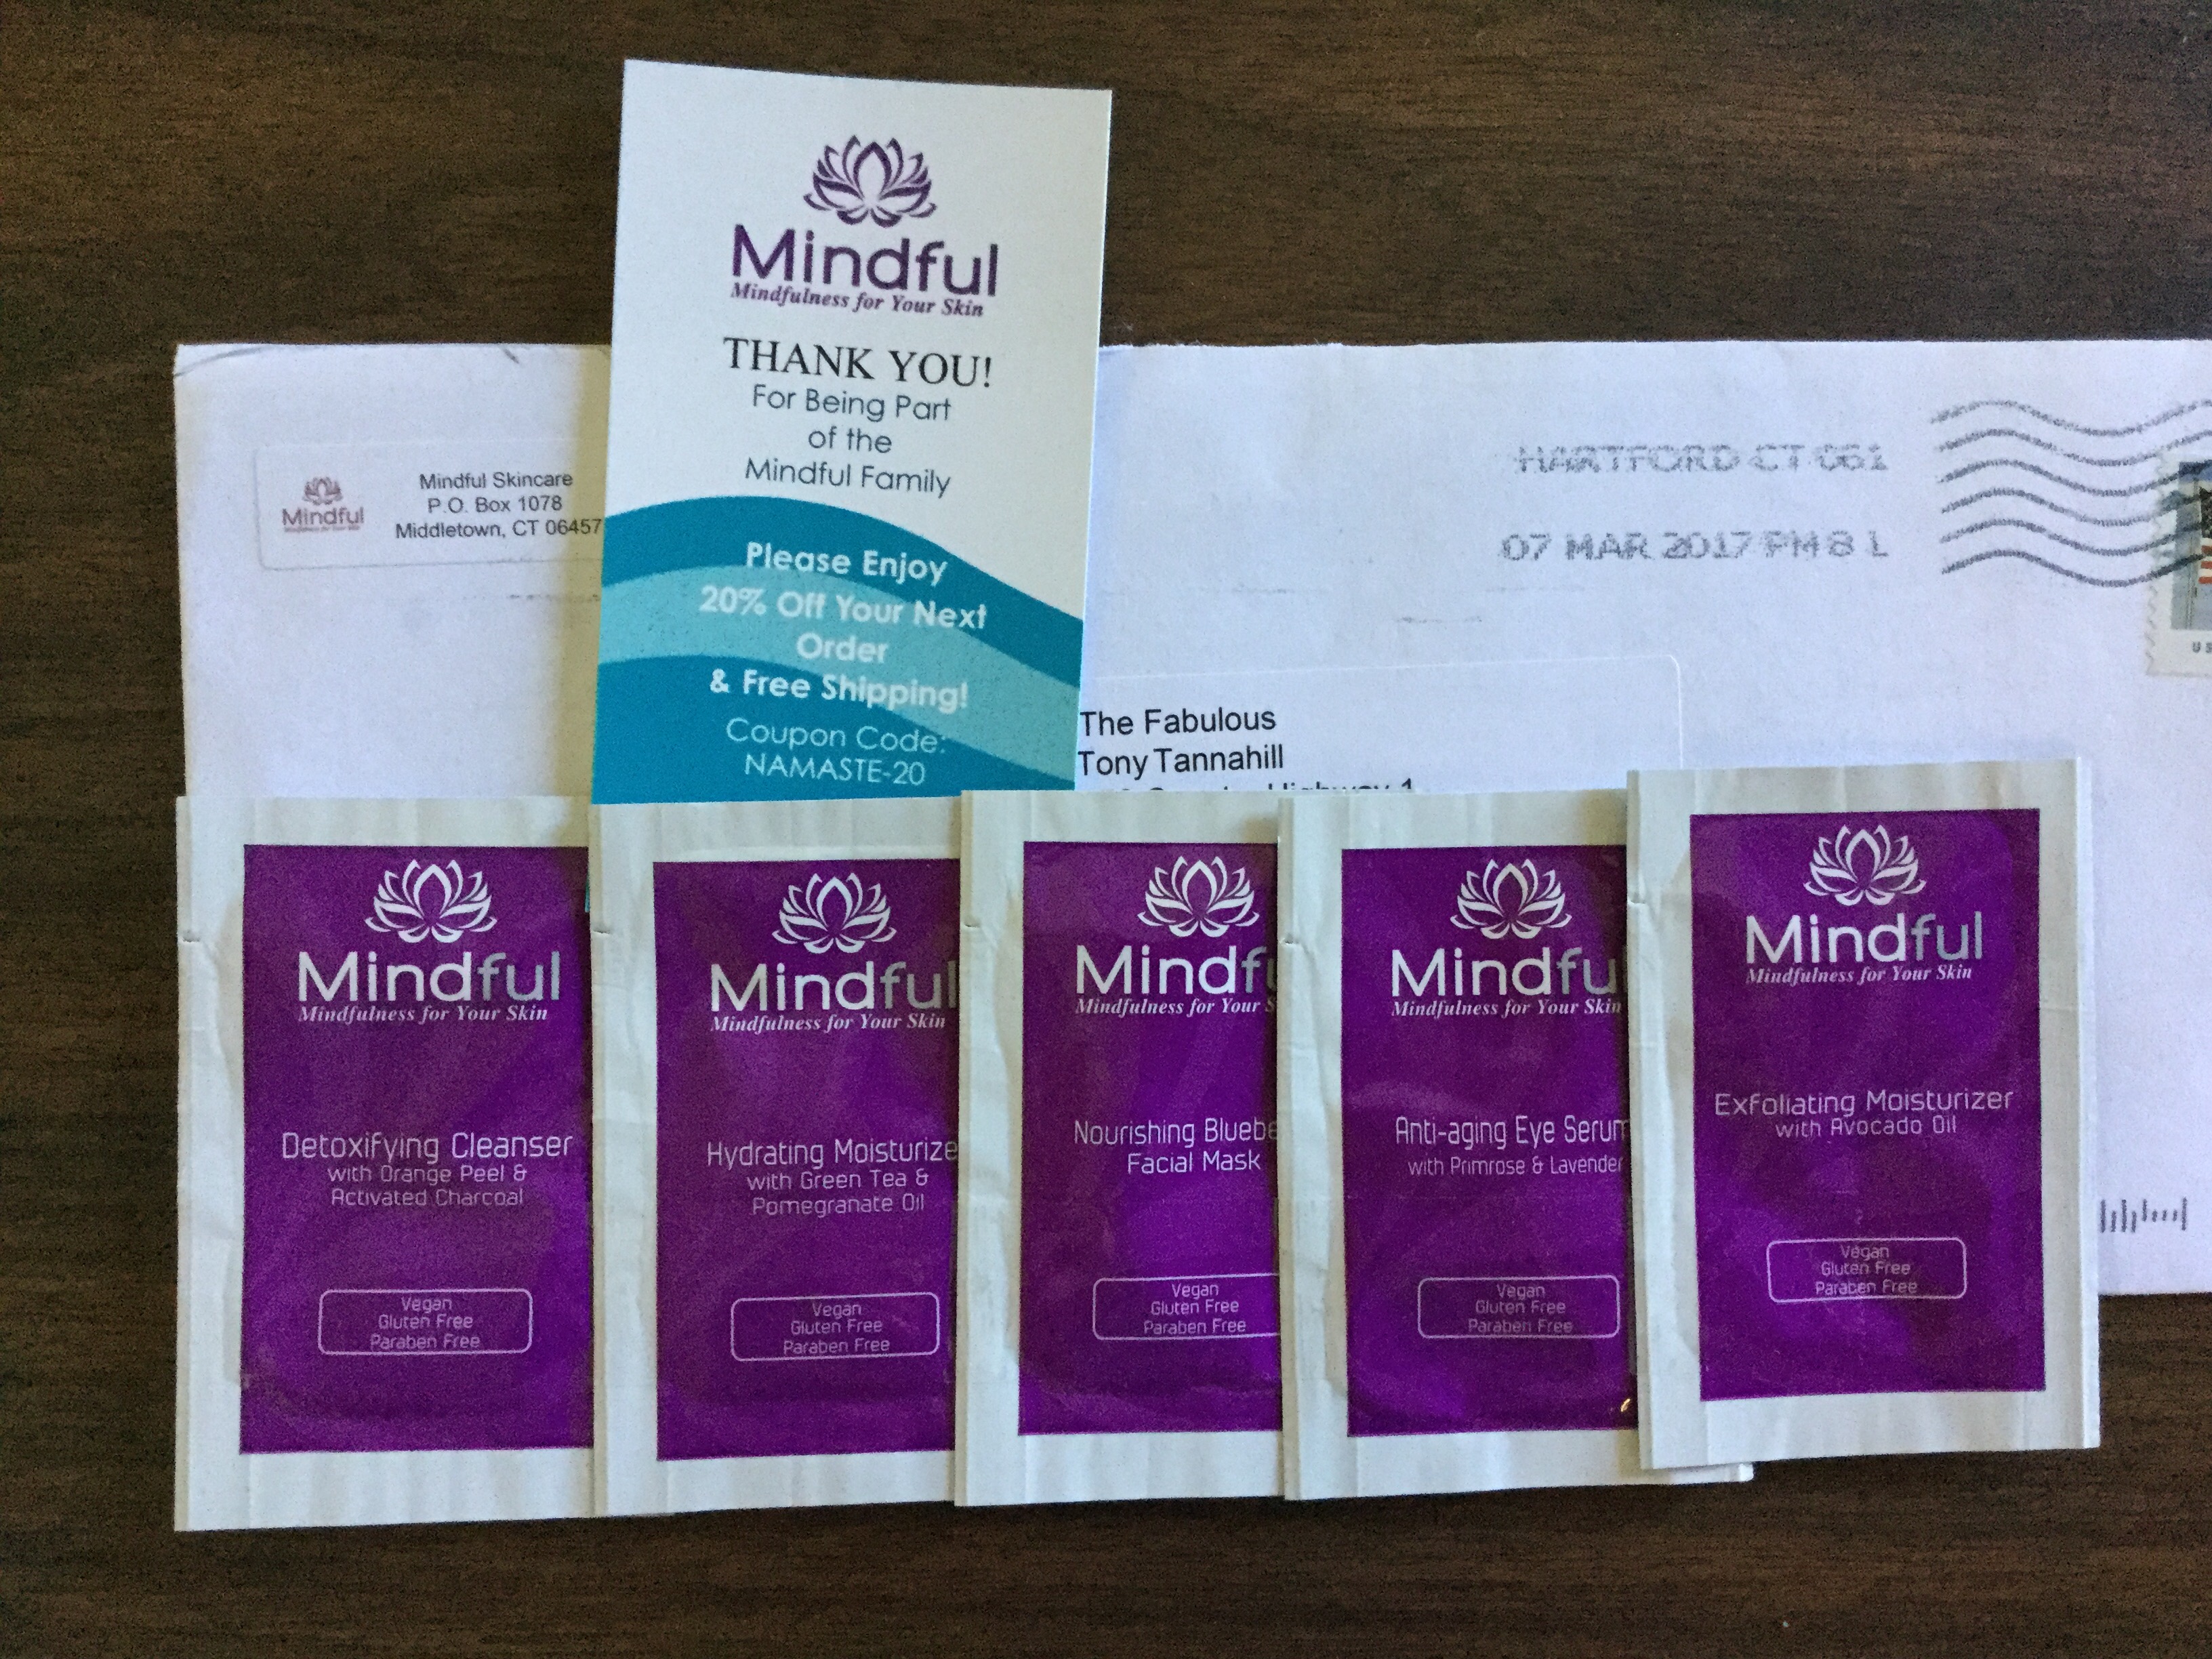 Mindful
Mindfulness for Your Skin
THANK YOU!
For Being Part
of the
Mindful Family
Please Enjoy
20% Off Your Next
Order
& Free Shipping!
Coupon Code:
NAMASTE-20
Mindful
Mindful Skincare
P.O. Box 1078
Middletown, CT 06457
HARTFORD CT 061
07 MAR 2017 PM 8 L
US
The Fabulous
Tony Tannahill
Highway 1
Mindful
Mindfulness for Your Skin
Detoxifying Cleanser
with Orange Peel &
Activated Charcoal
Vegan
Gluten Free
Paraben Free
Mindful
Mindfulness for Your Skin
Hydrating Moisturize
with Green Tea &
Pomegranate Oil
Vegan
Gluten Free
Paraben Free
Mindfu
Mindfulness for Your S
Nourishing Bluebe
Facial Mask
Vegan
Gluten Free
Paraben Free
Mindfu
Mindfulness for Your Skin
Anti-aging Eye Serum
with Primrose & Lavender
Vegan
Gluten Free
Paraben Free
Mindful
Mindfulness for Your Skin
Exfoliating Moisturizer
with Avocado Oil
Vegan
Gluten Free
Paraben Free